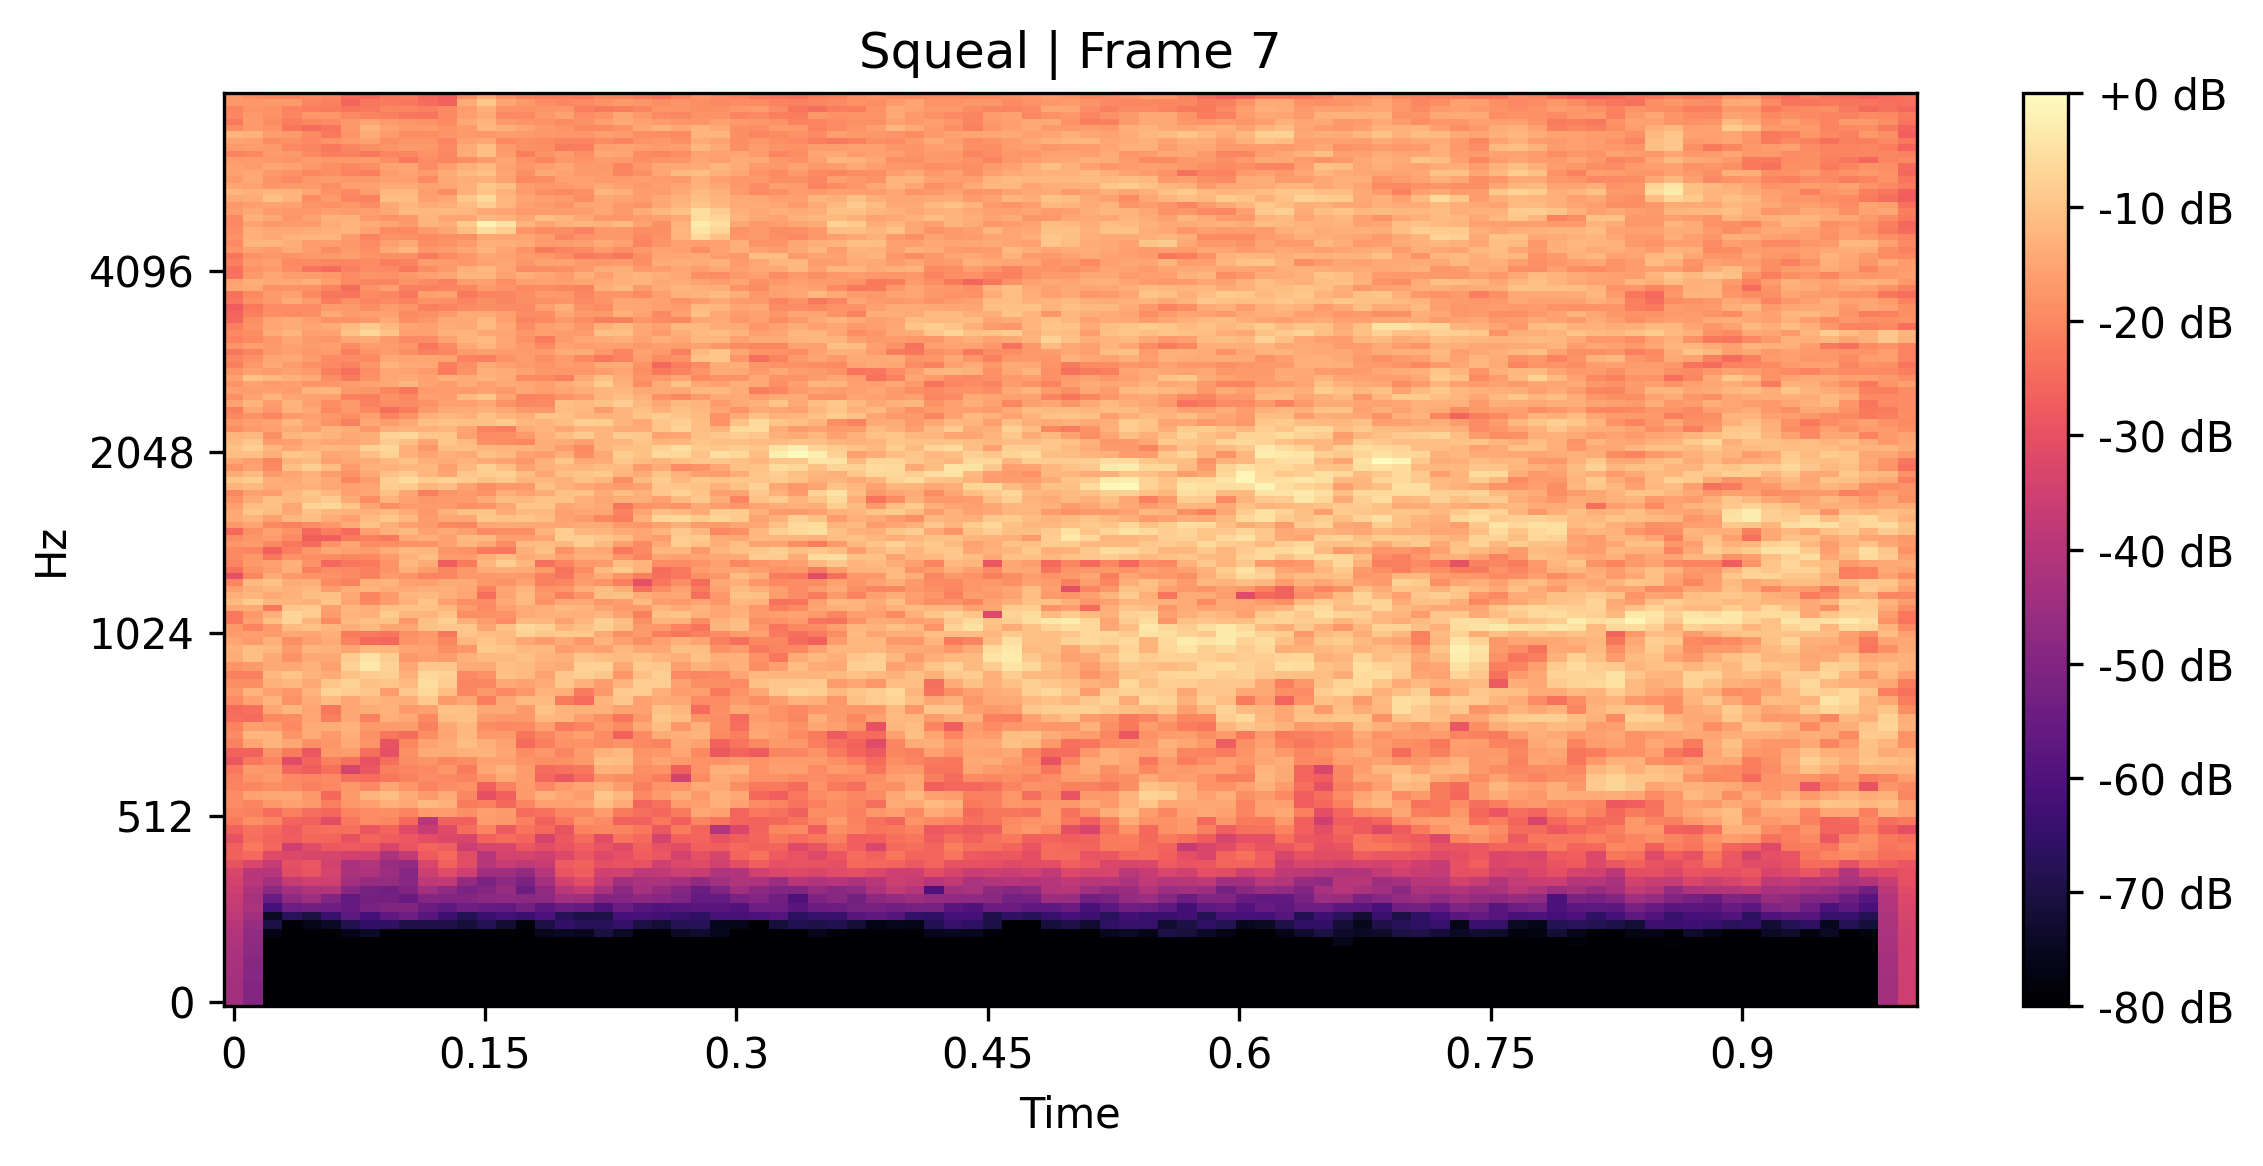 Squeal | Frame 7
Hz
4096
2048
1024
512
0
0 0.15 0.3 0.45 0.6 0.75 0.9
Time
+0 dB
-10 dB
-20 dB
-30 dB
-40 dB
-50 dB
-60 dB
-70 dB
-80 dB